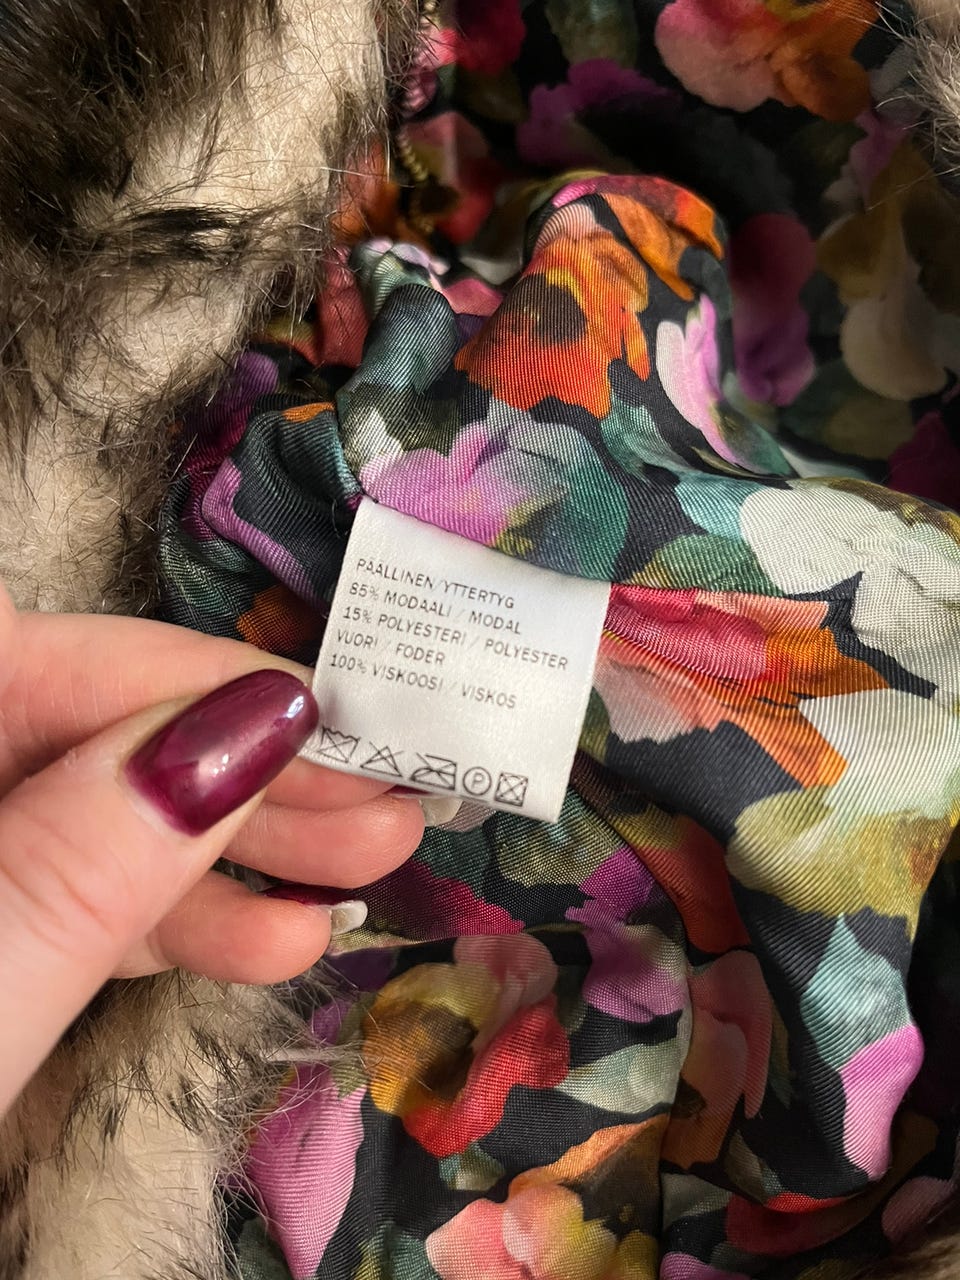 PÄÄLLINEN/YTTERTYG
85% MODAALI / MODAL
15% POLYESTERI / POLYESTER
VUORI / FODER
100% VISKOOSI / VISKOS
P